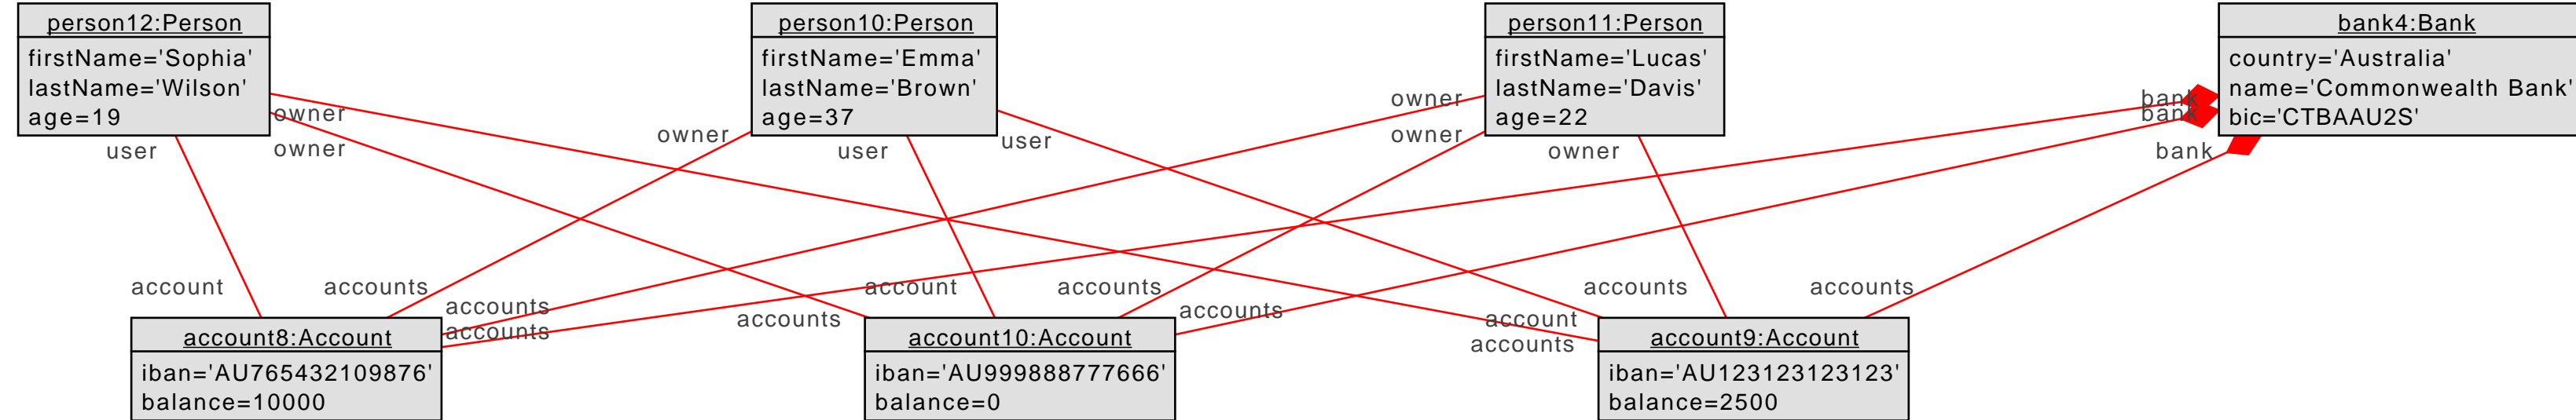 person12:Person
firstName='Sophia'
lastName='Wilson'
age=19
person10:Person
firstName='Emma'
lastName='Brown'
age=37
person11:Person
firstName='Lucas'
lastName='Davis'
age=22
bank4:Bank
country='Australia'
name='Commonwealth Bank'
bic='CTBAAU2S'
owner
owner
user
owner
user
user
owner
owner
owner
bank
bank
bank
account
accounts
accounts
accounts
accounts
account
accounts
accounts
account
accounts
accounts
accounts
account8:Account
iban='AU765432109876'
balance=10000
account10:Account
iban='AU999888777666'
balance=0
account9:Account
iban='AU123123123123'
balance=2500